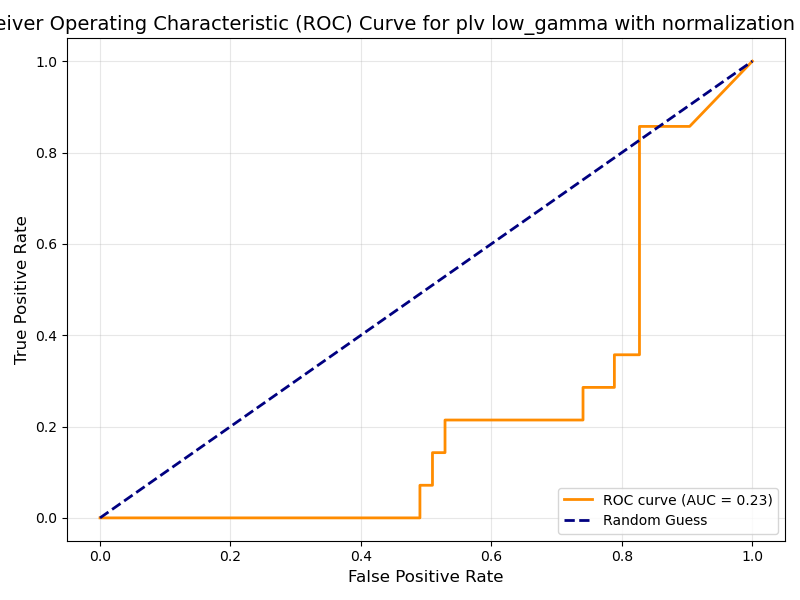 Operating Characteristic (ROC) Curve for plv low_gamma with normalization
1.0
0.8
0.6
0.4
0.2
0.0
True Positive Rate
0.0 0.2 0.4 0.6 0.8 1.0
False Positive Rate
ROC curve (AUC = 0.23)
Random Guess